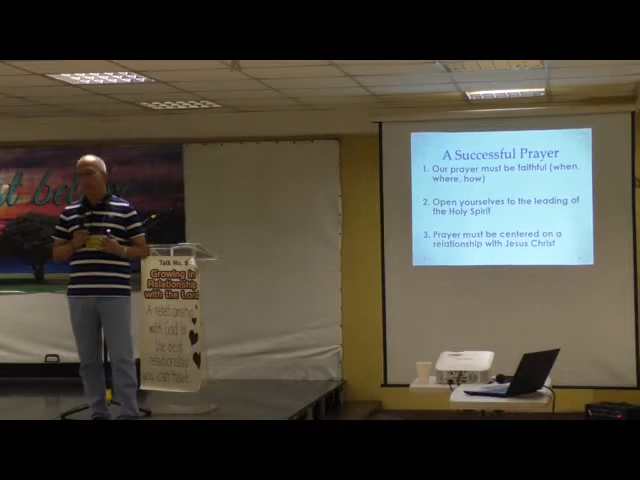 A Successful Prayer
1. Our prayer must be faithful (when,
where, how)
2. Open yourselves to the leading of
the Holy Spirit
3. Prayer must be centered on a
relationship with Jesus Christ
Talk No. 9
Growing in
Relationship
with the Lord
A relationship
with God is
the best
relationship
you can have.